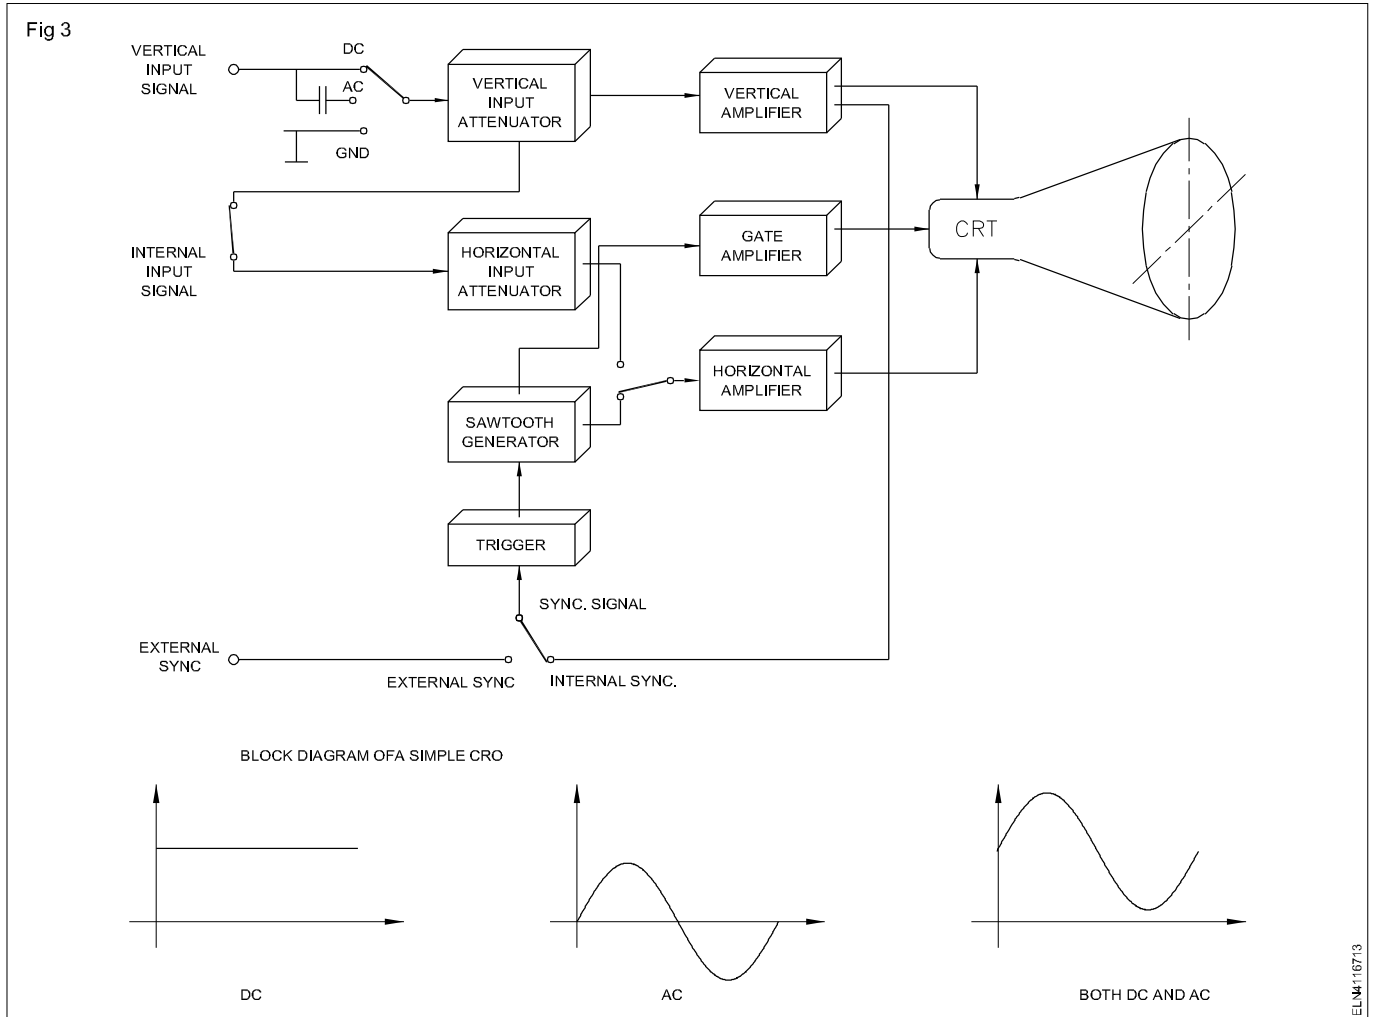 Fig 3
VERTICAL
INPUT
SIGNAL
DC
AC
GND
VERTICAL
INPUT
ATTENUATOR
VERTICAL
AMPLIFIER
INTERNAL
INPUT
SIGNAL
HORIZONTAL
INPUT
ATTENUATOR
GATE
AMPLIFIER
CRT
HORIZONTAL
AMPLIFIER
SAWTOOTH
GENERATOR
TRIGGER
SYNC. SIGNAL
EXTERNAL
SYNC
EXTERNAL SYNC
INTERNAL SYNC.
BLOCK DIAGRAM OFA SIMPLE CRO
DC
AC
BOTH DC AND AC
ELN4116713